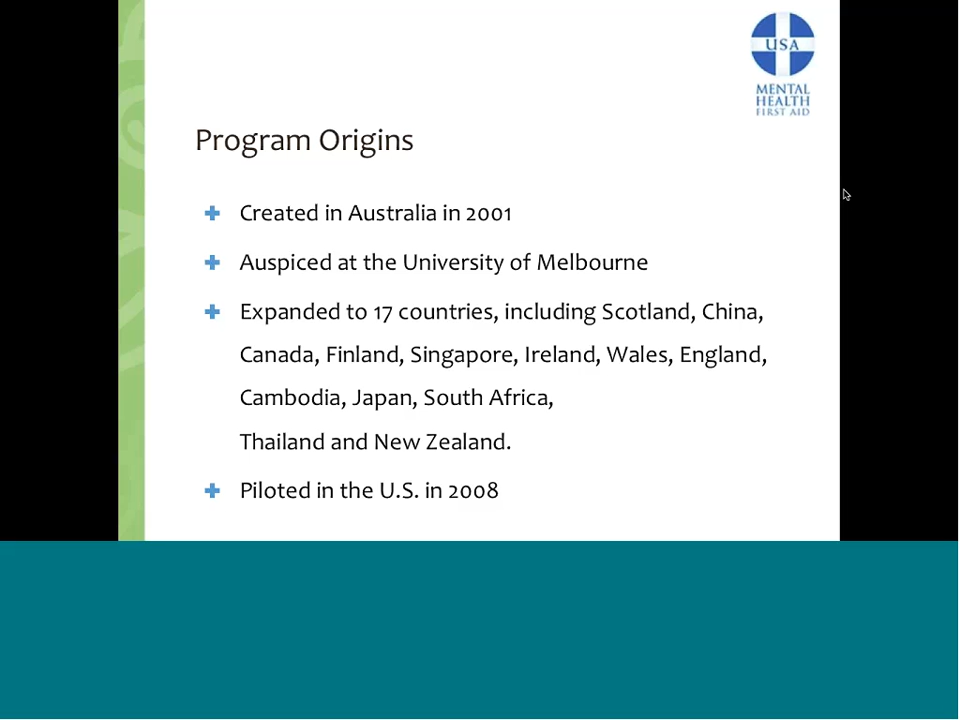 USA
MENTAL
HEALTH
FIRST AID
Program Origins
Created in Australia in 2001
Auspiced at the University of Melbourne
Expanded to 17 countries, including Scotland, China,
Canada, Finland, Singapore, Ireland, Wales, England,
Cambodia, Japan, South Africa,
Thailand and New Zealand.
Piloted in the U.S. in 2008